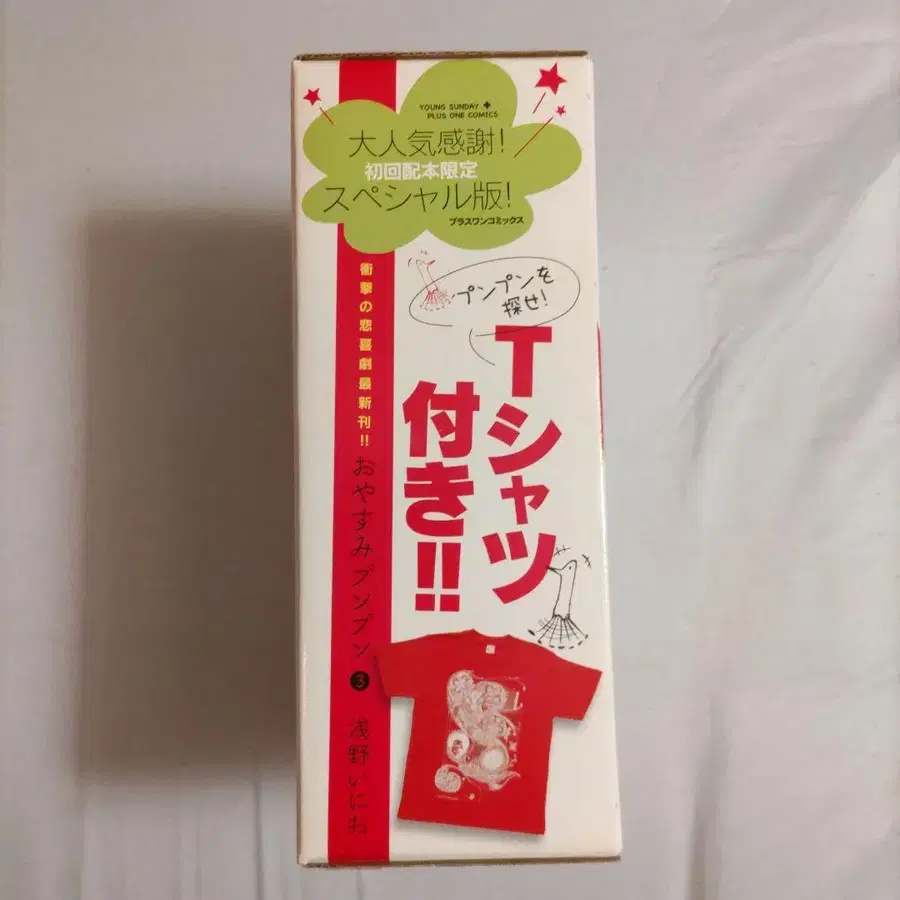 YOUNG SUNDAY +
PLUS ONE COMICS
大人気感謝!
初回配本限定
スペシャル版!
プラスワンコミックス
プンプンを
探せ!
Tシャツ
付き!!
衝撃の悲喜劇最新刊!!
おやすみプンプン 3 浅野いにお